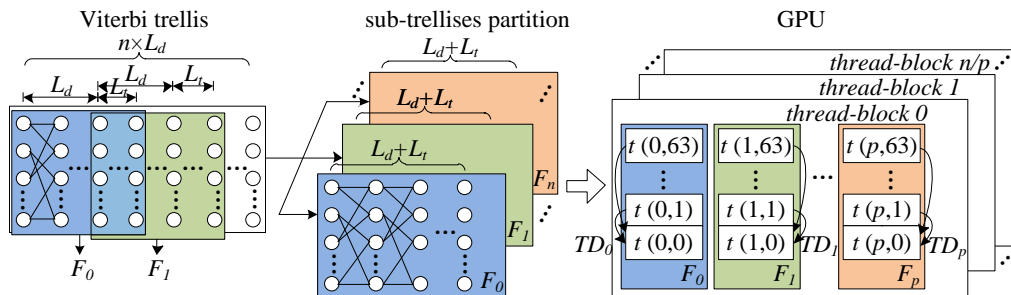 Viterbi trellis
n×L_d
L_d
L_t
L_d
L_t
F_0
F_1
sub-trellises partition
L_d+L_t
L_d+L_t
L_d+L_t
F_n
F_1
F_0
GPU
thread-block n/p
thread-block 1
thread-block 0
t (0,63) t (1,63) t (p,63)
t (0,1) t (1,1) t (p,1)
t (0,0) t (1,0) t (p,0)
TD_0 TD_1 TD_p
F_0 F_1 F_p